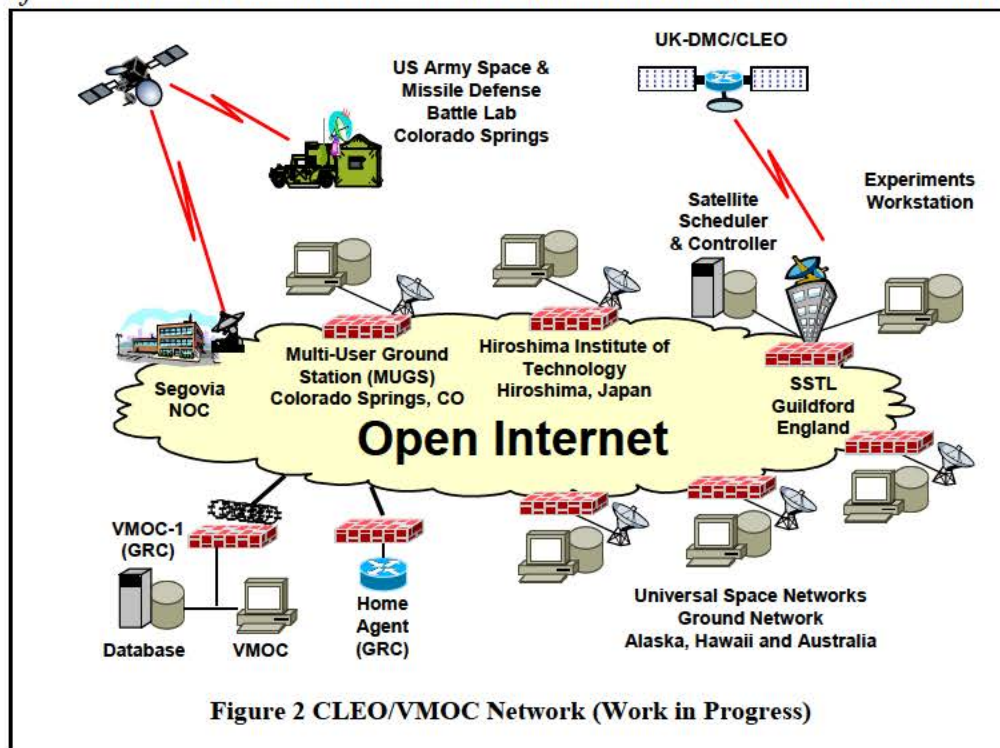 UK-DMC/CLEO
US Army Space &
Missile Defense
Battle Lab
Colorado Springs
Experiments
Workstation
Satellite
Scheduler
& Controller
Segovia
NOC
Multi-User Ground
Station (MUGS)
Colorado Springs, CO
Hiroshima Institute of
Technology
Hiroshima, Japan
SSTL
Guildford
England
Open Internet
VMOC-1
(GRC)
Database
VMOC
Home
Agent
(GRC)
Universal Space Networks
Ground Network
Alaska, Hawaii and Australia
Figure 2 CLEO/VMOC Network (Work in Progress)